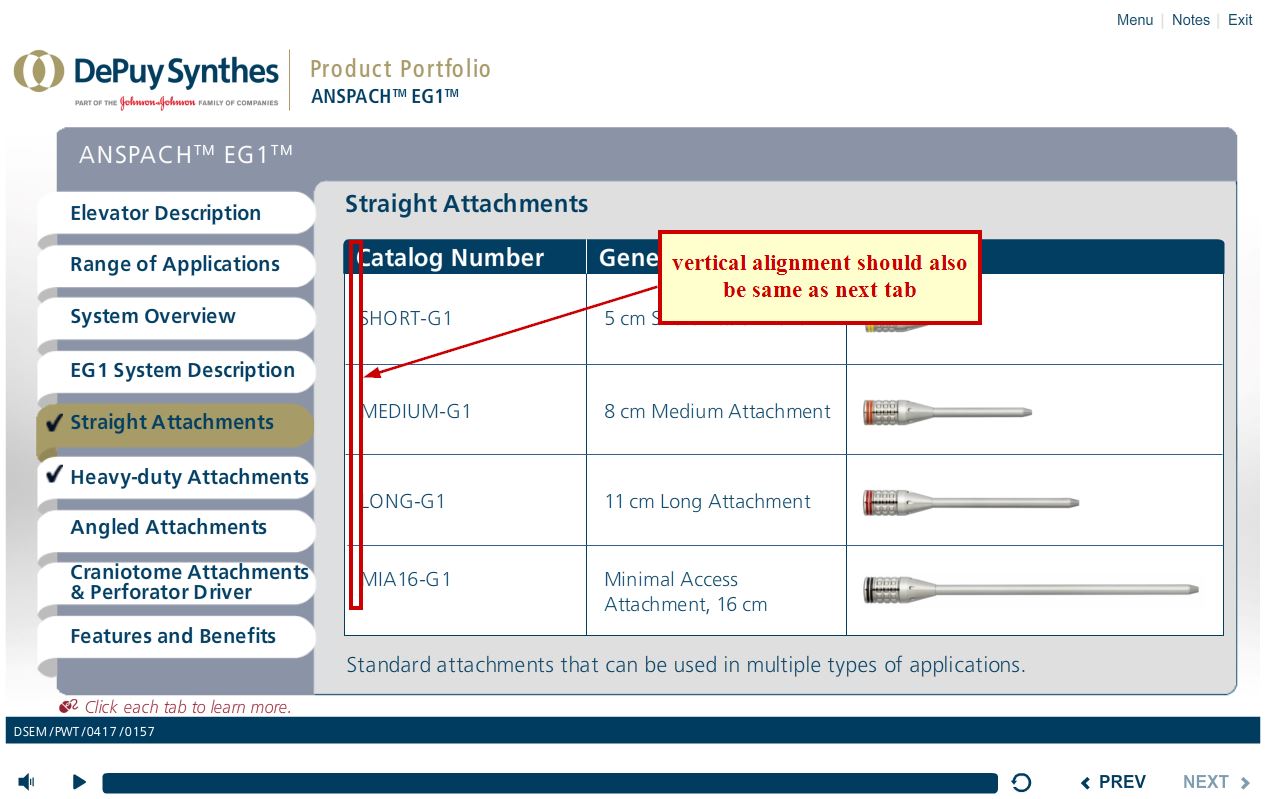 Menu | Notes | Exit
DePuy Synthes
PART OF THE Johnson & Johnson FAMILY OF COMPANIES
Product Portfolio
ANSPACH™ EG1™
ANSPACH™ EG1™
Elevator Description
Range of Applications
System Overview
EG1 System Description
Straight Attachments
Heavy-duty Attachments
Angled Attachments
Craniotome Attachments
& Perforator Driver
Features and Benefits
Click each tab to learn more.
Straight Attachments
Catalog Number
vertical alignment should also
be same as next tab
SHORT-G1 5 cm
MEDIUM-G1 8 cm Medium Attachment
LONG-G1 11 cm Long Attachment
MIA16-G1 Minimal Access
Attachment, 16 cm
Standard attachments that can be used in multiple types of applications.
DSEM/PWT/0417/0157
PREV NEXT